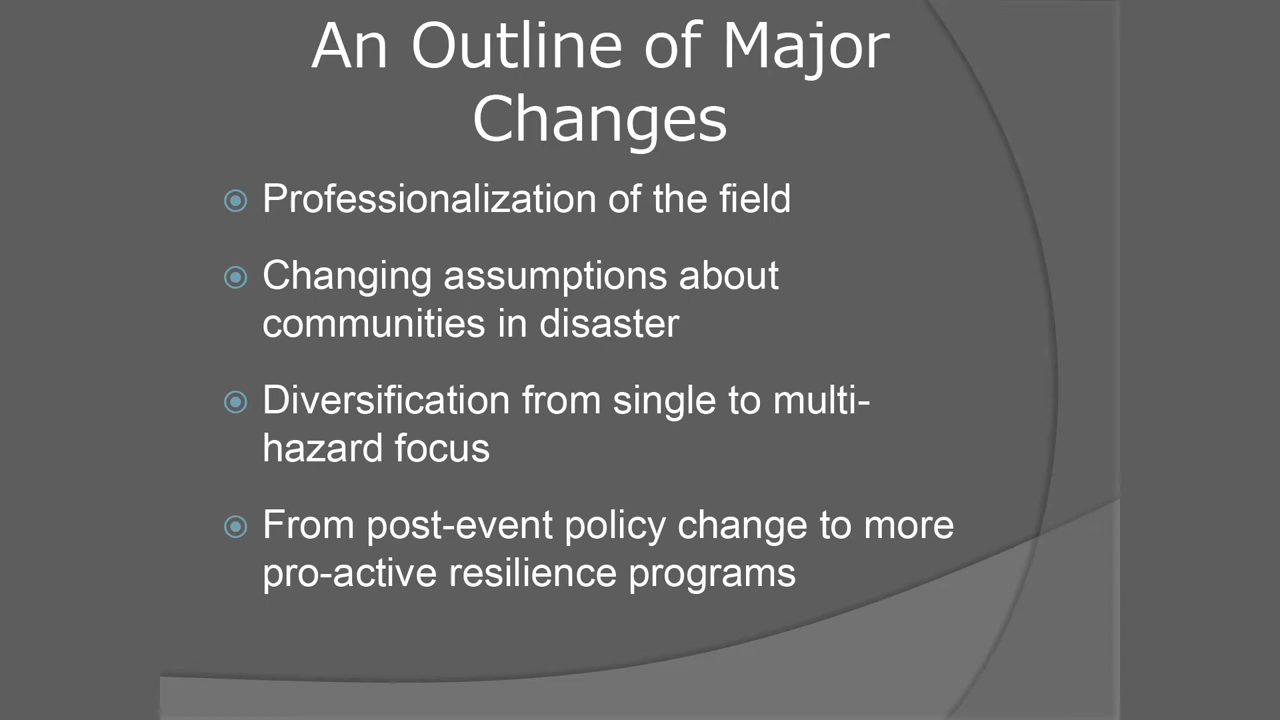 An Outline of Major
Changes
Professionalization of the field
Changing assumptions about
communities in disaster
Diversification from single to multi-
hazard focus
From post-event policy change to more
pro-active resilience programs